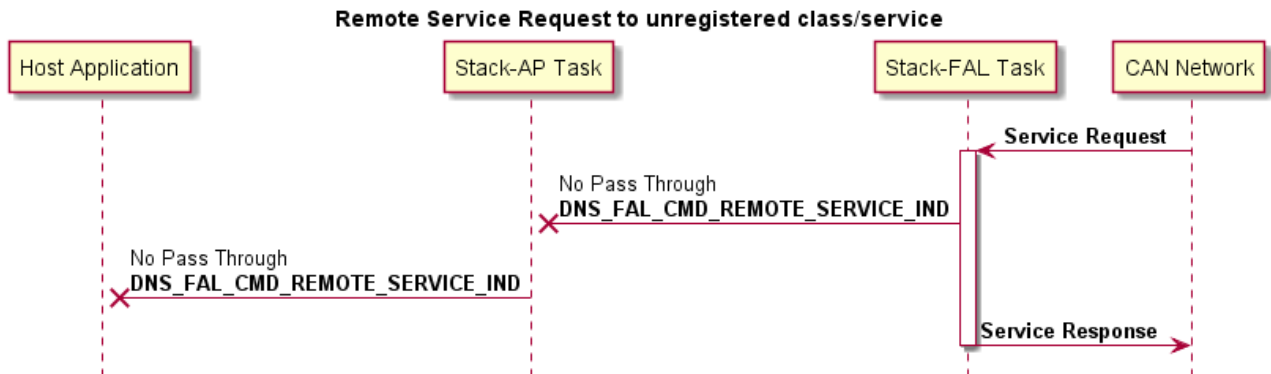 Remote Service Request to unregistered class/service
Host Application
Stack-AP Task
Stack-FAL Task
CAN Network
Service Request
No Pass Through
DNS_FAL_CMD_REMOTE_SERVICE_IND
No Pass Through
DNS_FAL_CMD_REMOTE_SERVICE_IND
Service Response